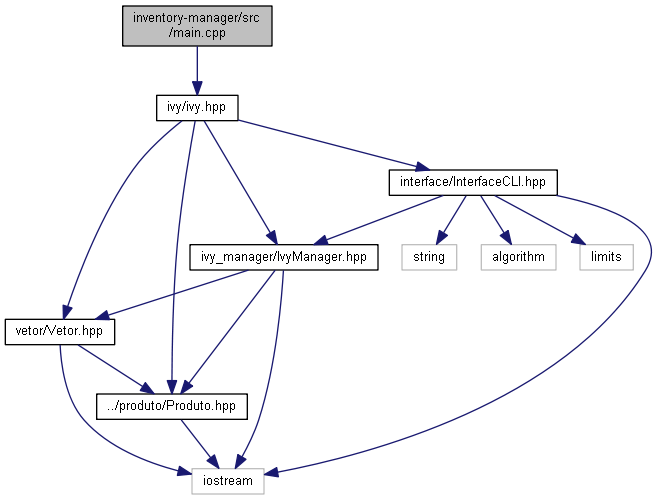 inventory-manager/src
/main.cpp
ivy/ivy.hpp
interface/InterfaceCLI.hpp
ivy_manager/IvyManager.hpp
string
algorithm
limits
vetor/Vetor.hpp
../produto/Produto.hpp
iostream